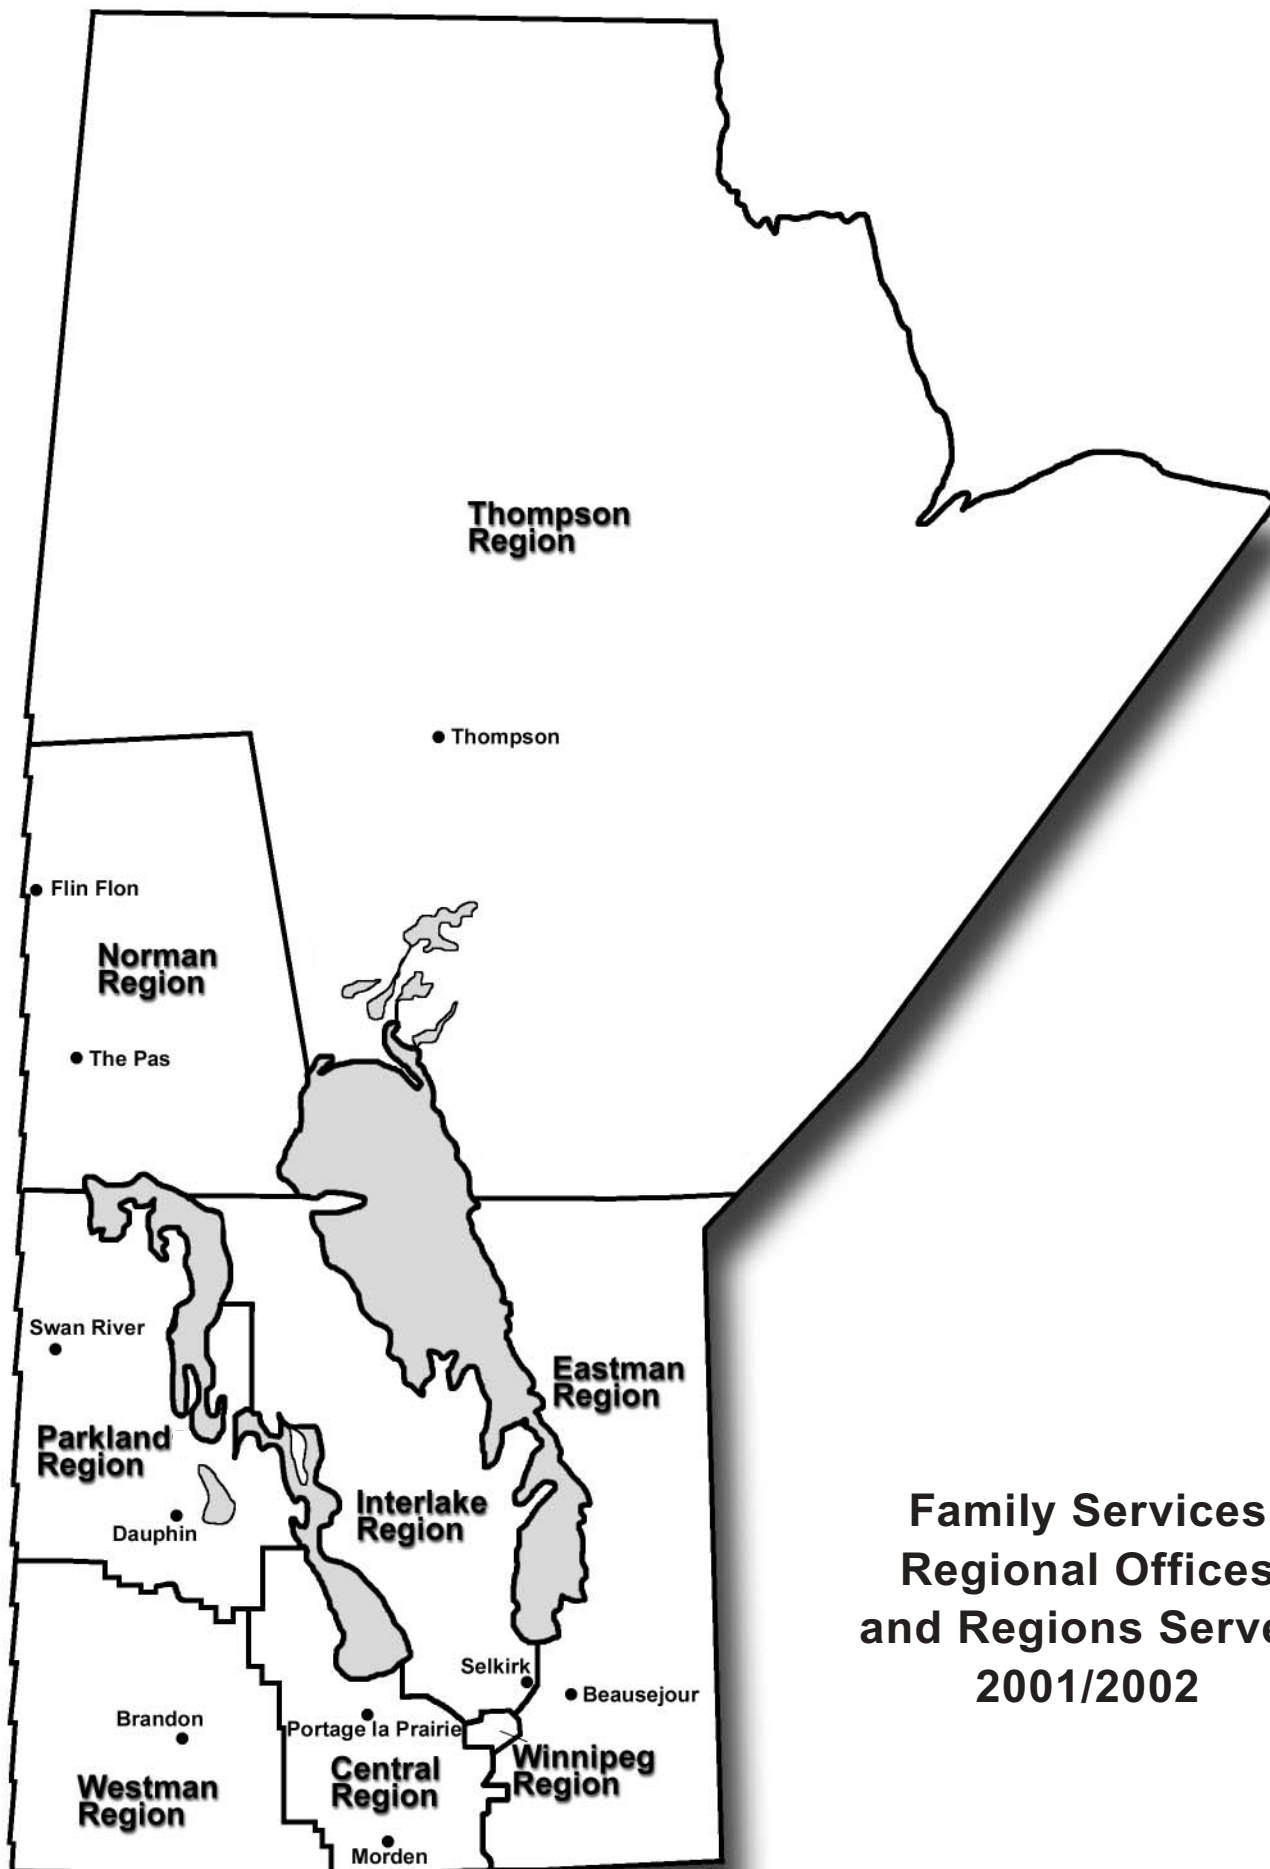 Thompson
Region
Thompson
Flin Flon
Norman
Region
The Pas
Swan River
Eastman
Region
Parkland
Region
Interlake
Region
Dauphin
Family Services
Regional Offices
and Regions Serve
2001/2002
Selkirk
Beausejour
Brandon
Portage la Prairie
Winnipeg
Region
Central
Region
Westman
Region
Morden